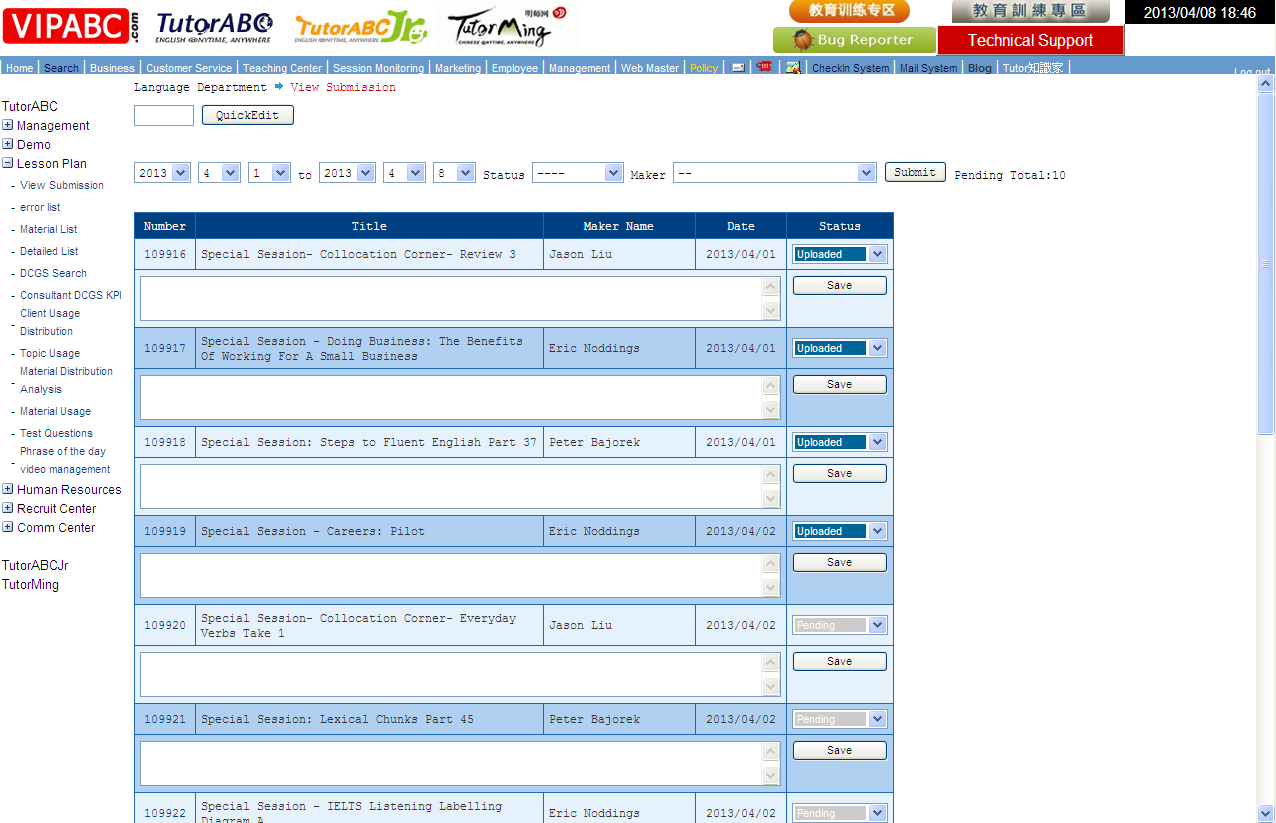 VIPABC.com
TutorABC
ENGLISH @NYTIME, ANYWHERE
TutorABCJr
ENGLISH @NYTIME, ANYWHERE
TutorMing
明師網
CHINESE @NYTIME, ANYWHERE
教育训练专区
教育訓練專區
2013/04/08 18:46
Bug Reporter
Technical Support
Home
Search
Business
Customer Service
Teaching Center
Session Monitoring
Marketing
Employee
Management
Web Master
Policy
CheckIn System
Mail System
Blog
Tutor知識家
Log out
TutorABC
Management
Demo
Lesson Plan
- View Submission
- error list
- Material List
- Detailed List
- DCGS Search
- Consultant DCGS KPI
- Client Usage
Distribution
- Topic Usage
- Material Distribution
Analysis
- Material Usage
- Test Questions
- Phrase of the day
video management
Human Resources
Recruit Center
Comm Center
TutorABCJr
TutorMing
Language Department View Submission
QuickEdit
2013 4 1 to 2013 4 8 Status ---- Maker -- Submit Pending Total:10
Number Title Maker Name Date Status
109916 Special Session- Collocation Corner- Review 3 Jason Liu 2013/04/01 Uploaded
Save
109917 Special Session - Doing Business: The Benefits
Of Working For A Small Business Eric Noddings 2013/04/01 Uploaded
Save
109918 Special Session: Steps to Fluent English Part 37 Peter Bajorek 2013/04/01 Uploaded
Save
109919 Special Session - Careers: Pilot Eric Noddings 2013/04/02 Uploaded
Save
109920 Special Session- Collocation Corner- Everyday
Verbs Take 1 Jason Liu 2013/04/02 Pending
Save
109921 Special Session: Lexical Chunks Part 45 Peter Bajorek 2013/04/02 Pending
Save
109922 Special Session - IELTS Listening Labelling
Diagram A Eric Noddings 2013/04/02 Pending